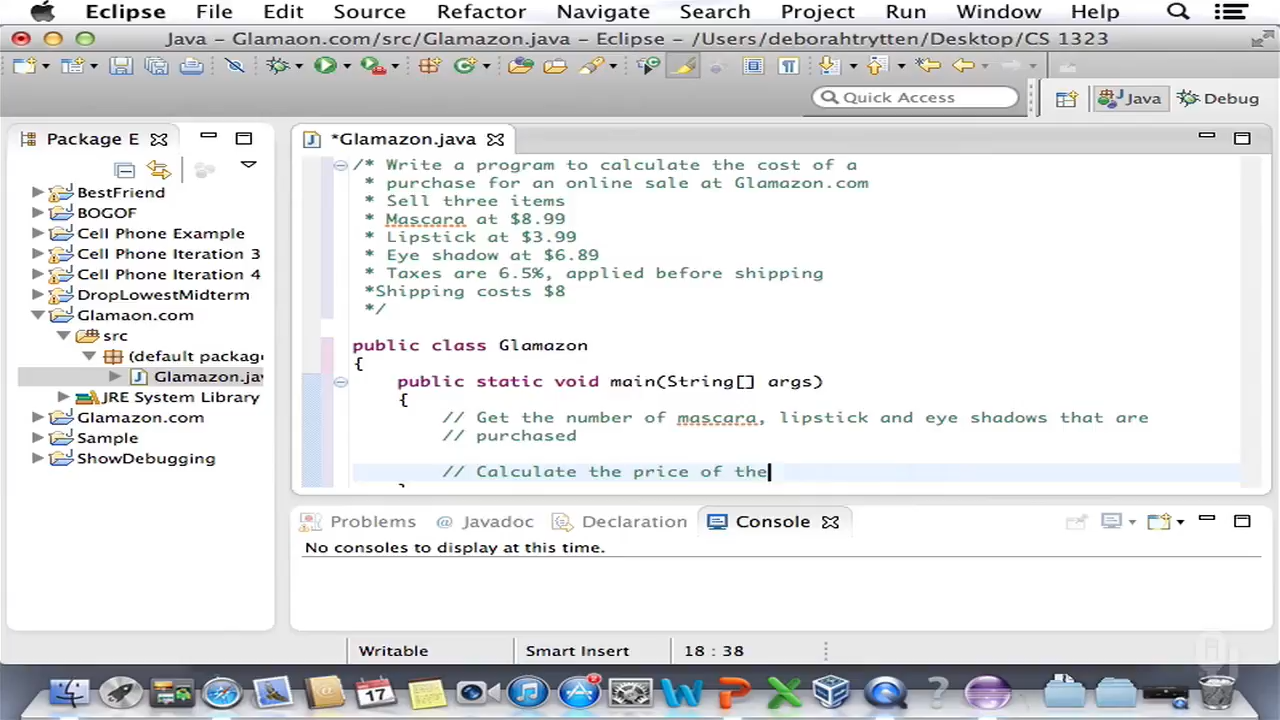 Eclipse File Edit Source Refactor Navigate Search Project Run Window Help
Java - Glamaon.com/src/Glamazon.java - Eclipse - /Users/deborahtrytten/Desktop/CS 1323
Quick Access
Java
Debug
Package E
BestFriend
BOGOF
Cell Phone Example
Cell Phone Iteration 3
Cell Phone Iteration 4
DropLowestMidterm
Glamaon.com
src
(default packag
Glamazon.jav
JRE System Library
Glamazon.com
Sample
ShowDebugging
*Glamazon.java
/* Write a program to calculate the cost of a
* purchase for an online sale at Glamazon.com
* Sell three items
* Mascara at $8.99
* Lipstick at $3.99
* Eye shadow at $6.89
* Taxes are 6.5%, applied before shipping
*Shipping costs $8
*/
public class Glamazon
{
public static void main(String[] args)
{
// Get the number of mascara, lipstick and eye shadows that are
// purchased
// Calculate the price of the
Problems @ Javadoc Declaration Console
No consoles to display at this time.
Writable Smart Insert 18 : 38
17